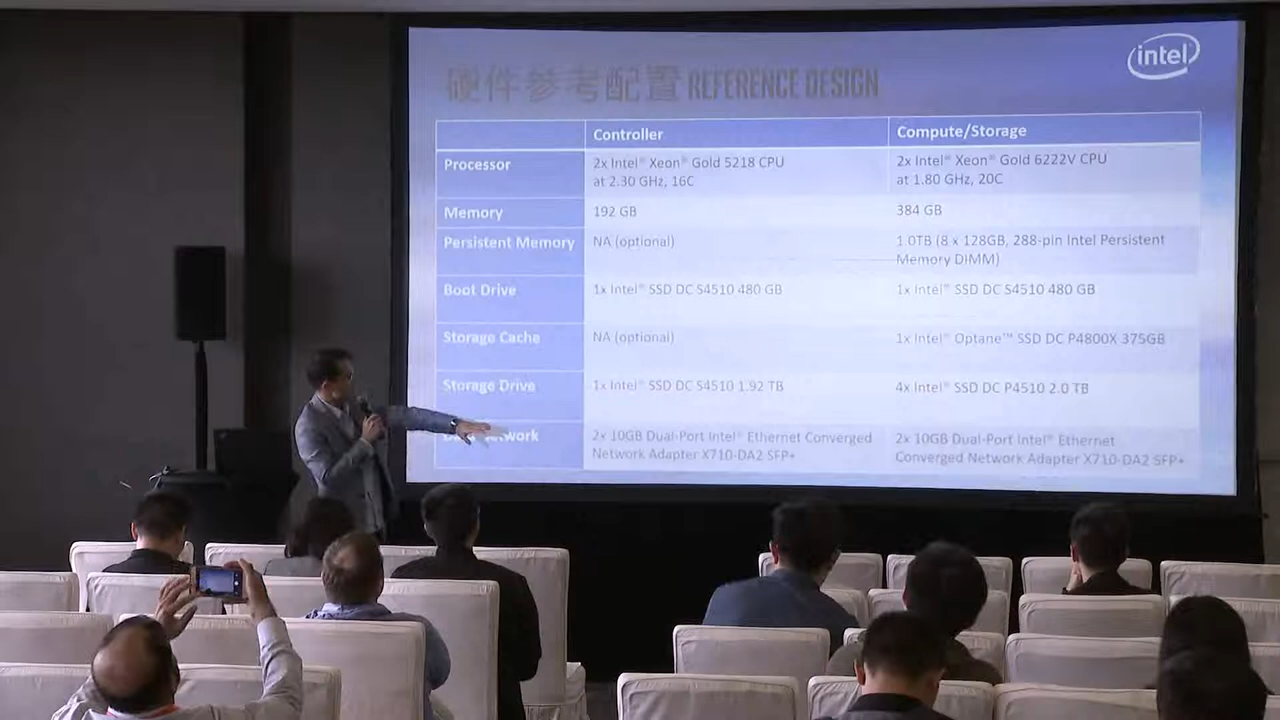 intel
硬件参考配置 REFERENCE DESIGN
Controller
Compute/Storage
Processor
2x Intel® Xeon® Gold 5218 CPU
at 2.30 GHz, 16C
2x Intel® Xeon® Gold 6222V CPU
at 1.80 GHz, 20C
Memory
192 GB
384 GB
Persistent Memory
NA (optional)
1.0TB (8 x 128GB, 288-pin Intel Persistent
Memory DIMM)
Boot Drive
1x Intel® SSD DC S4510 480 GB
1x Intel® SSD DC S4510 480 GB
Storage Cache
NA (optional)
1x Intel® Optane™ SSD DC P4800X 375GB
Storage Drive
1x Intel® SSD DC S4510 1.92 TB
4x Intel® SSD DC P4510 2.0 TB
2x 10GB Dual-Port Intel® Ethernet Converged
Network Adapter X710-DA2 SFP+
2x 10GB Dual-Port Intel® Ethernet
Converged Network Adapter X710-DA2 SFP+